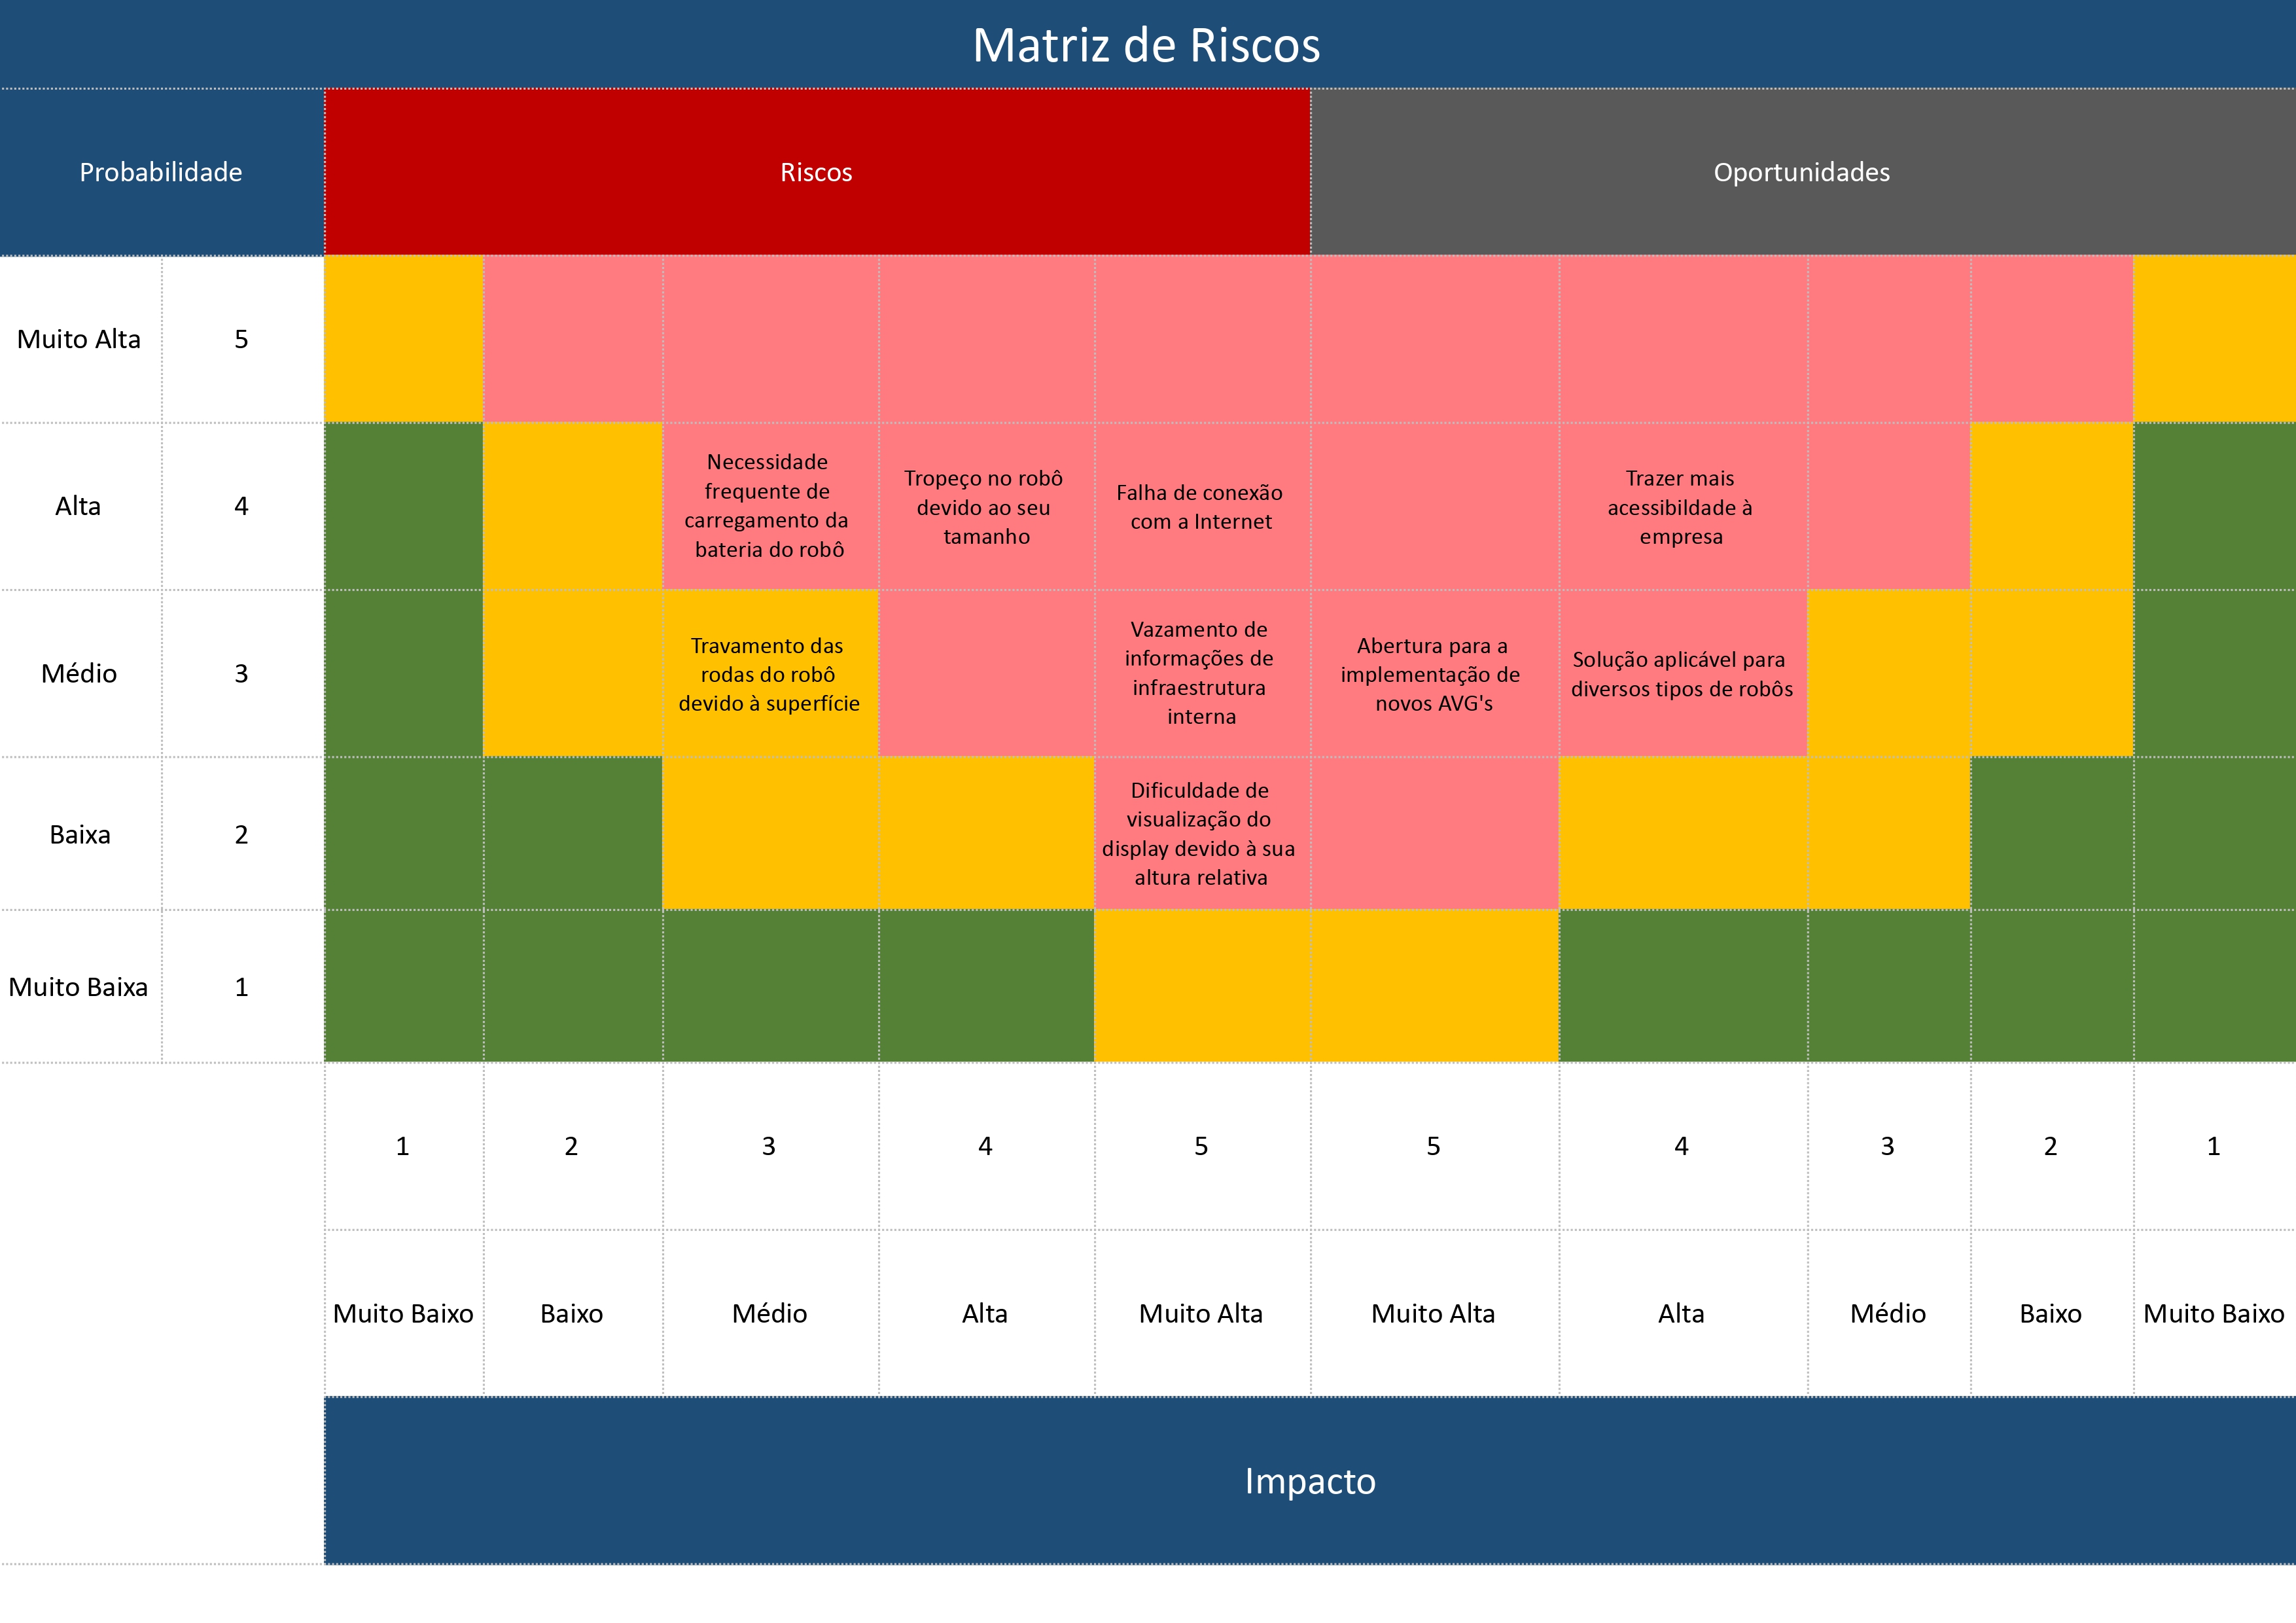 Matriz de Riscos
Probabilidade
Riscos
Oportunidades
Muito Alta
5
Alta
4
Necessidade
frequente de
carregamento da
bateria do robô
Tropeço no robô
devido ao seu
tamanho
Falha de conexão
com a Internet
Trazer mais
acessibildade à
empresa
Médio
3
Travamento das
rodas do robô
devido à superfície
Vazamento de
informações de
infraestrutura
interna
Abertura para a
implementação de
novos AVG's
Solução aplicável para
diversos tipos de robôs
Baixa
2
Dificuldade de
visualização do
display devido à sua
altura relativa
Muito Baixa
1
1 2 3 4 5 5 4 3 2 1
Muito Baixo Baixo Médio Alta Muito Alta Muito Alta Alta Médio Baixo Muito Baixo
Impacto